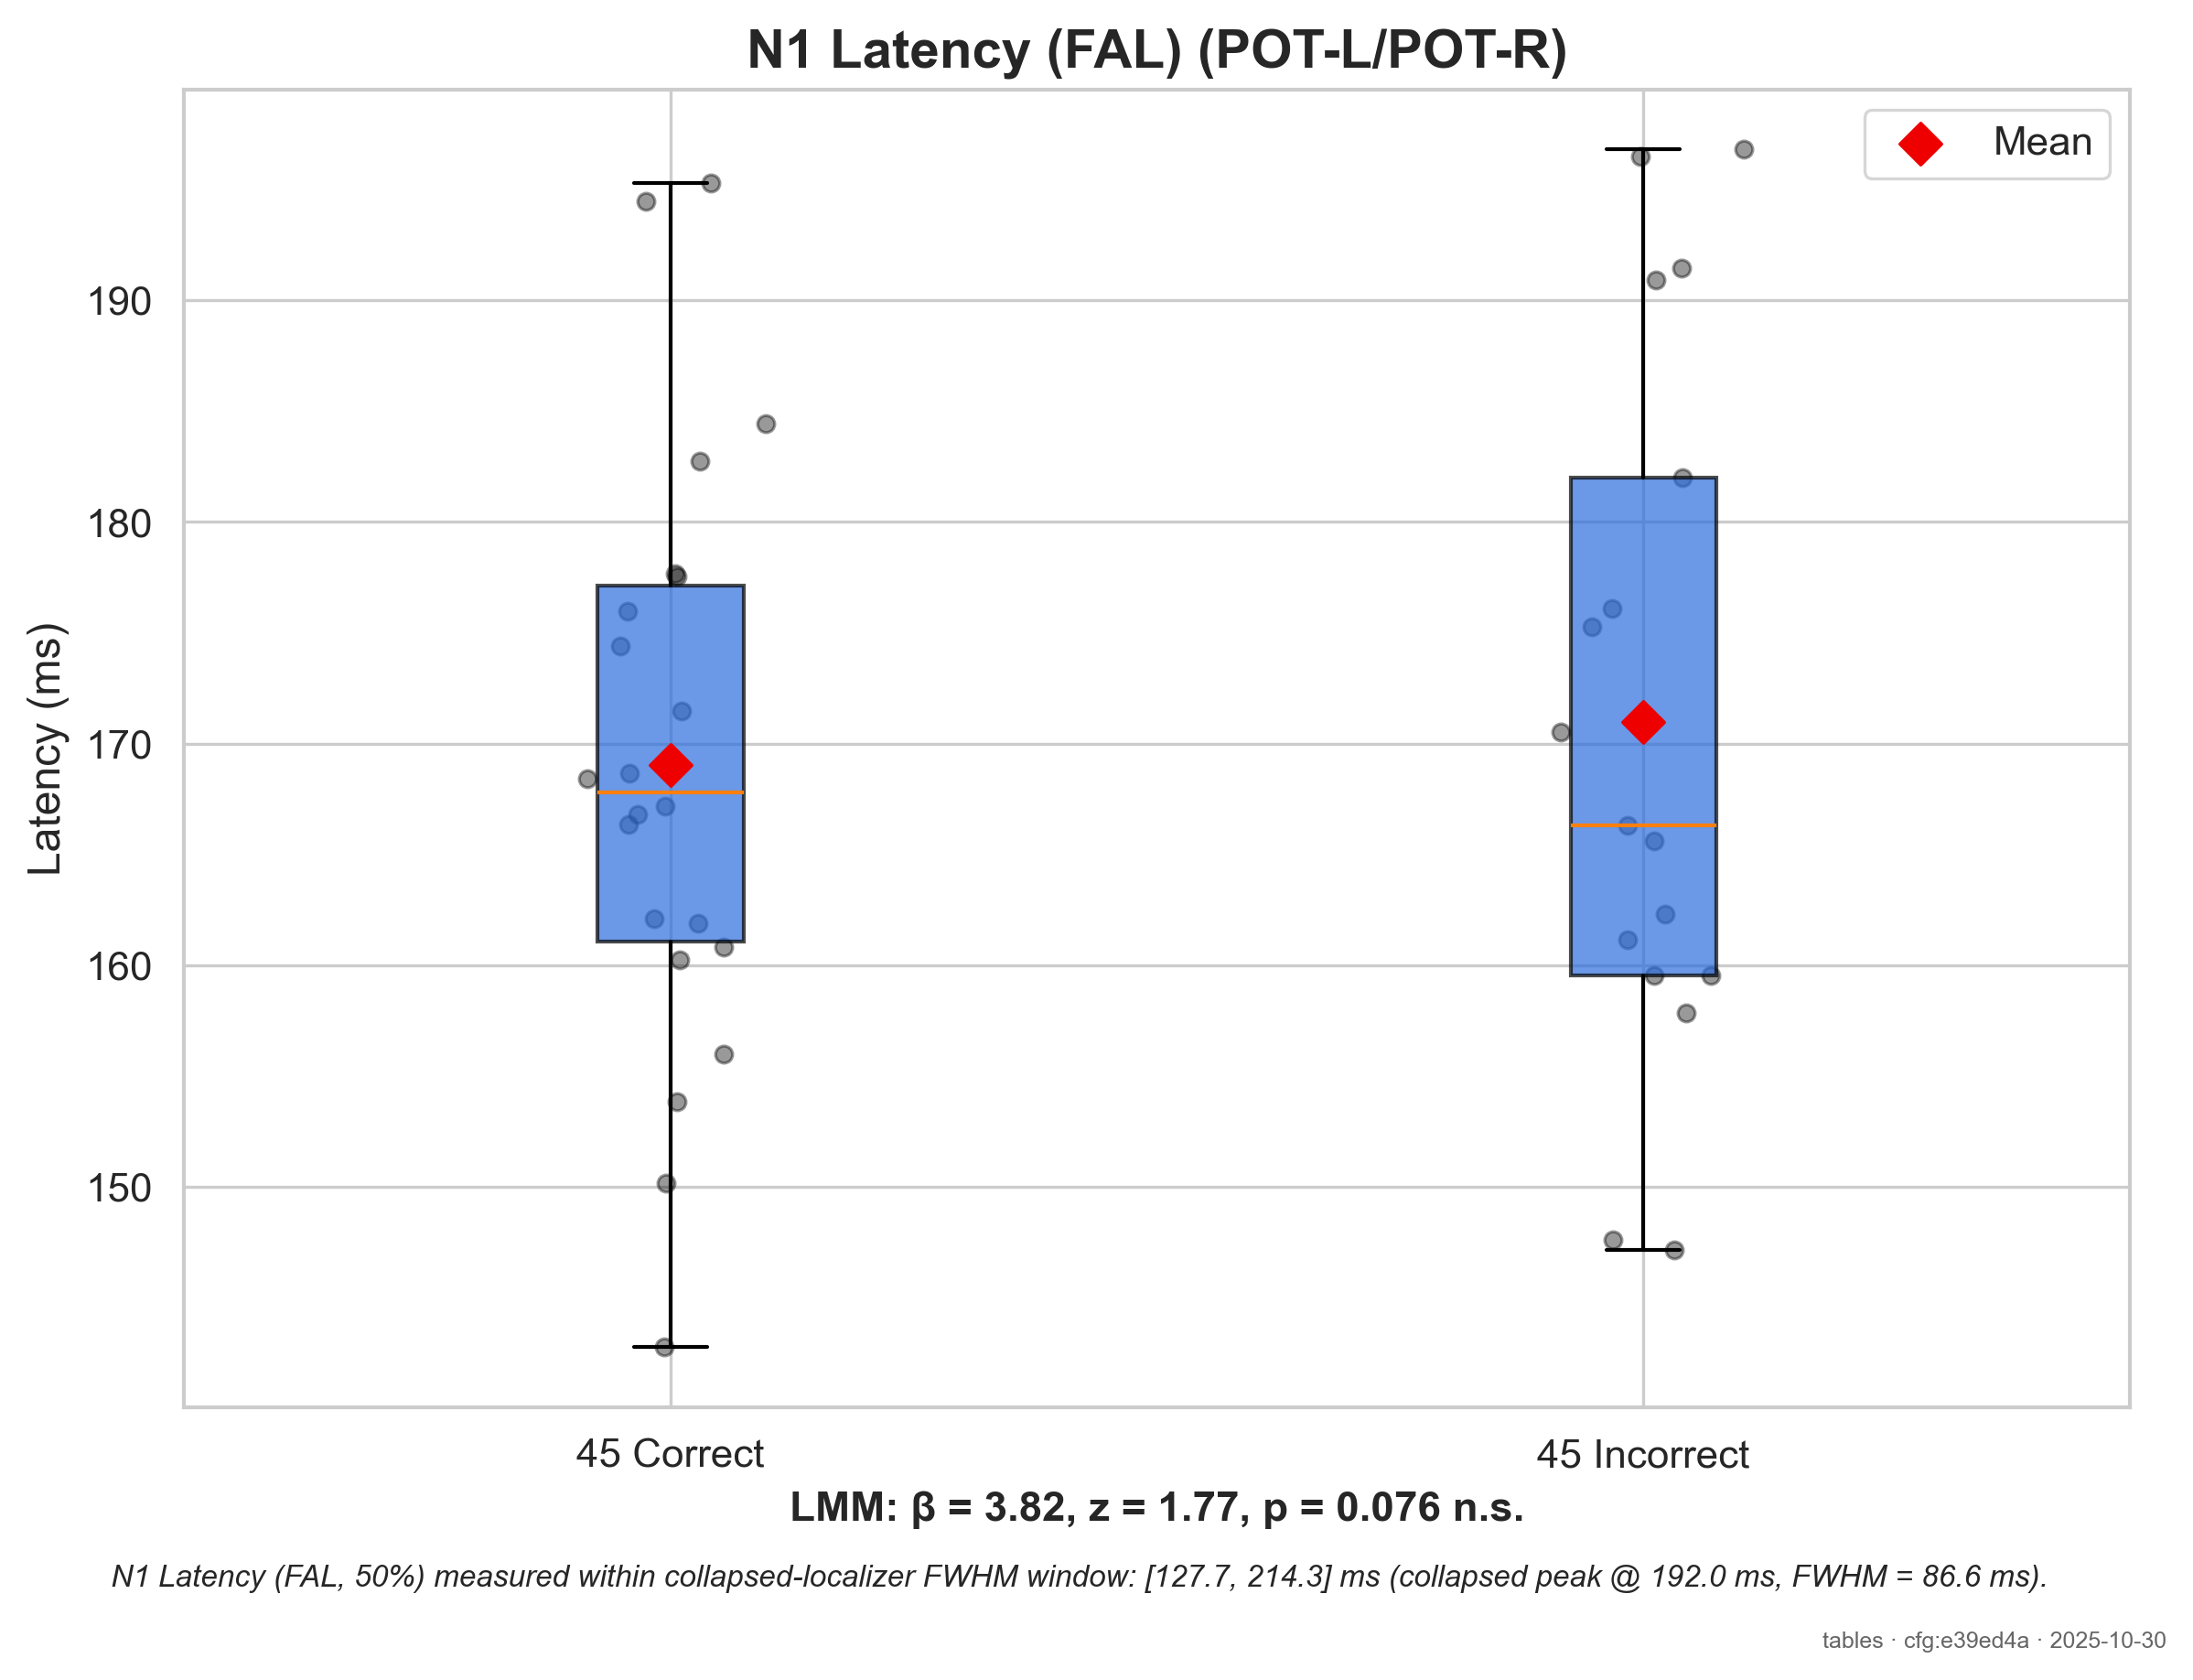 N1 Latency (FAL) (POT-L/POT-R)
Mean
Latency (ms)
190
180
170
160
150
45 Correct
45 Incorrect
LMM: β = 3.82, z = 1.77, p = 0.076 n.s.
N1 Latency (FAL, 50%) measured within collapsed-localizer FWHM window: [127.7, 214.3] ms (collapsed peak @ 192.0 ms, FWHM = 86.6 ms).
tables · cfg:e39ed4a · 2025-10-30